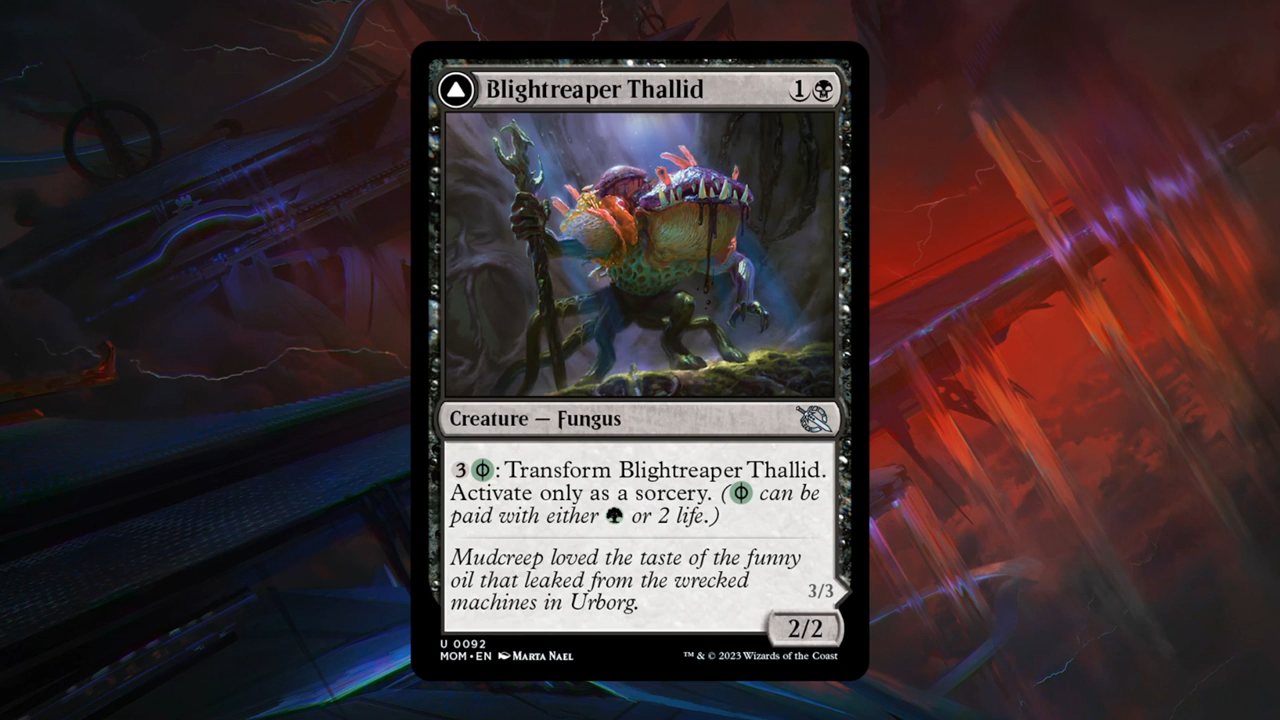 Blightreaper Thallid 1
Creature — Fungus
3 : Transform Blightreaper Thallid.
Activate only as a sorcery. ( can be
paid with either or 2 life.)
Mudcreep loved the taste of the funny
oil that leaked from the wrecked
machines in Urborg.
3/3
2/2
U 0092
MOM • EN Marta Nael
™ & © 2023 Wizards of the Coast